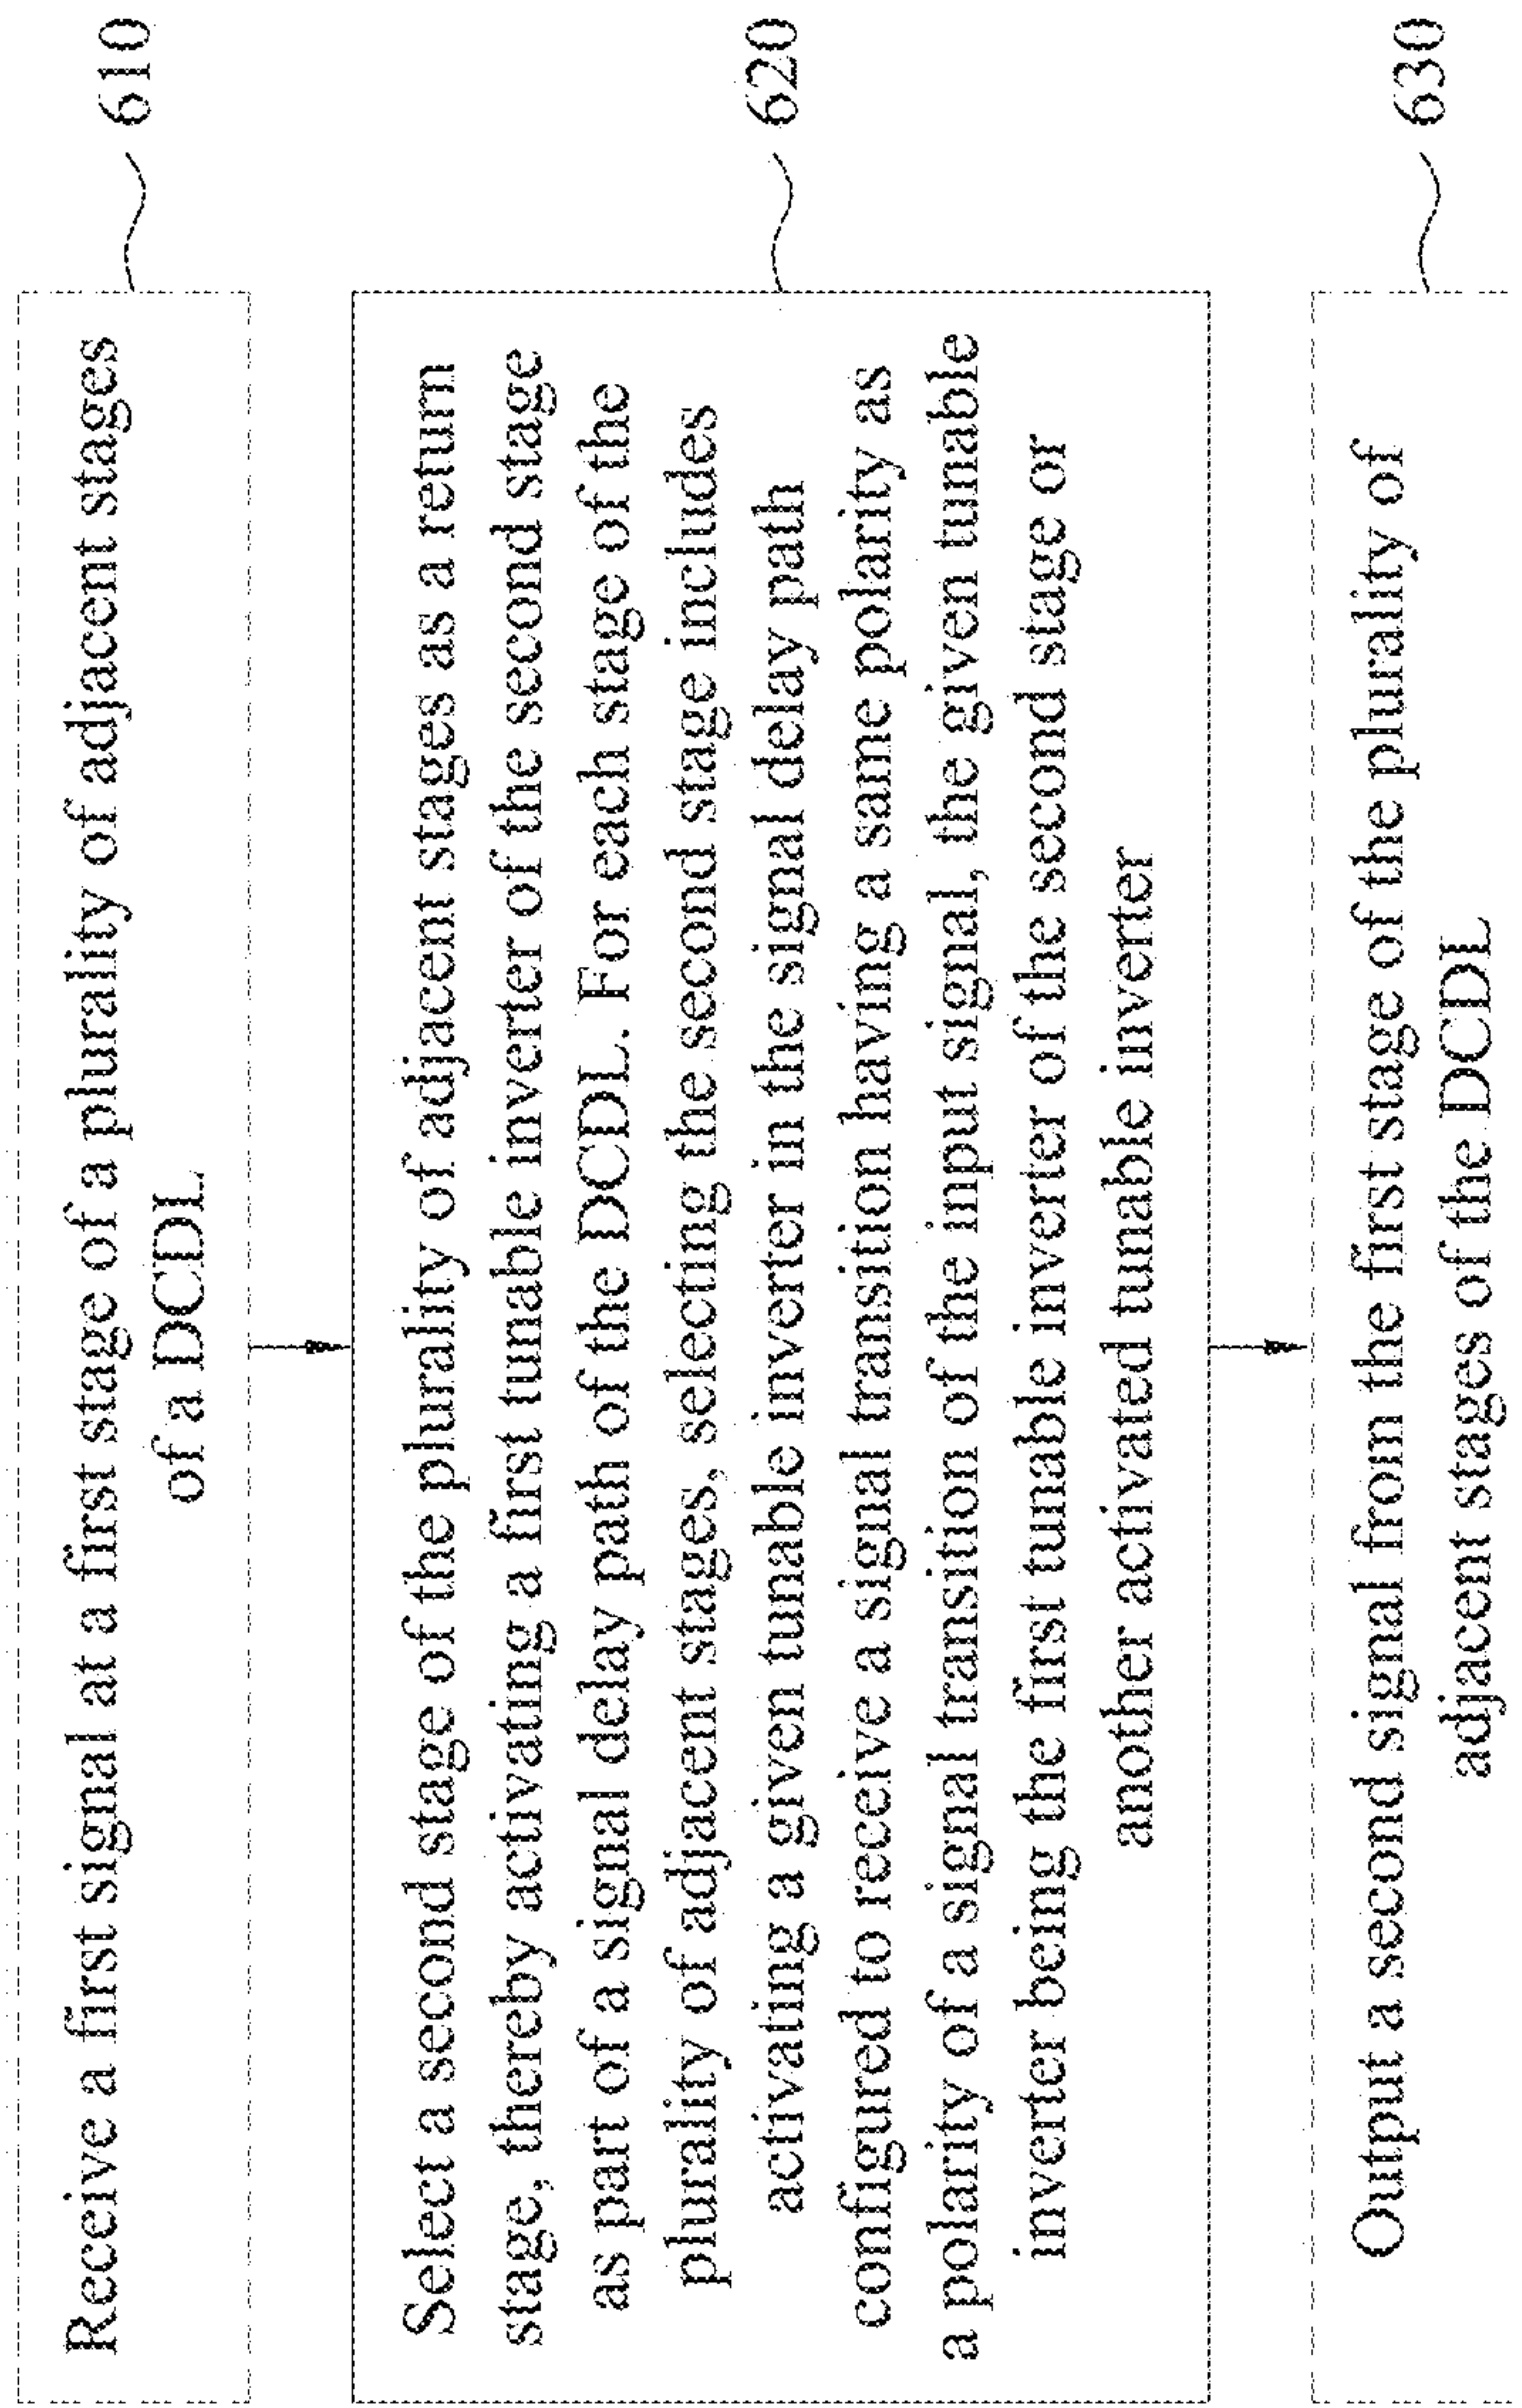 Receive a first signal at a first stage of a plurality of adjacent stages
of a DCDL
610
Select a second stage of the plurality of adjacent stages as a return
stage, thereby activating a first tunable inverter of the second stage
as part of a signal delay path of the DCDL. For each stage of the
plurality of adjacent stages, selecting the second stage includes
activating a given tunable inverter in the signal delay path
configured to receive a signal transition having a same polarity as
a polarity of a signal transition of the input signal, the given tunable
inverter being the first tunable inverter of the second stage or
another activated tunable inverter
620
Output a second signal from the first stage of the plurality of
adjacent stages of the DCDL
630